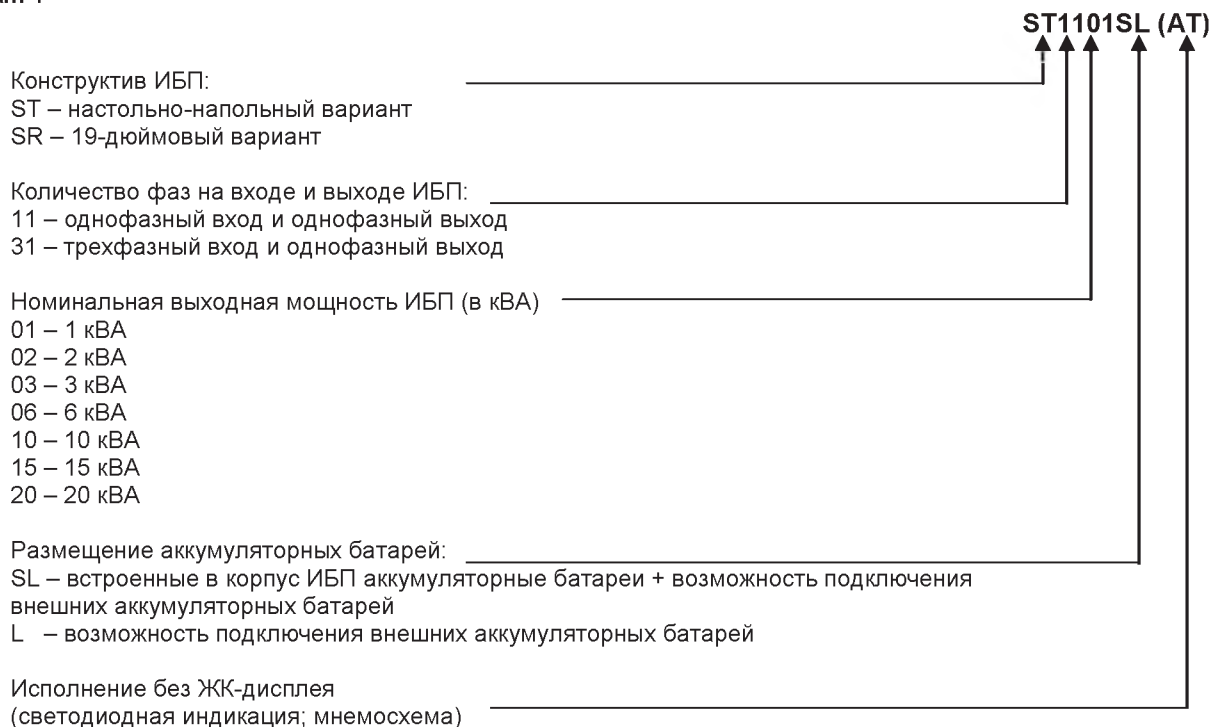 ST1101SL (AT)
Конструктив ИБП:
ST – настольно-напольный вариант
SR – 19-дюймовый вариант
Количество фаз на входе и выходе ИБП:
11 – однофазный вход и однофазный выход
31 – трехфазный вход и однофазный выход
Номинальная выходная мощность ИБП (в кВА)
01 – 1 кВА
02 – 2 кВА
03 – 3 кВА
06 – 6 кВА
10 – 10 кВА
15 – 15 кВА
20 – 20 кВА
Размещение аккумуляторных батарей:
SL – встроенные в корпус ИБП аккумуляторные батареи + возможность подключения
внешних аккумуляторных батарей
L – возможность подключения внешних аккумуляторных батарей
Исполнение без ЖК-дисплея
(светодиодная индикация; мнемосхема)